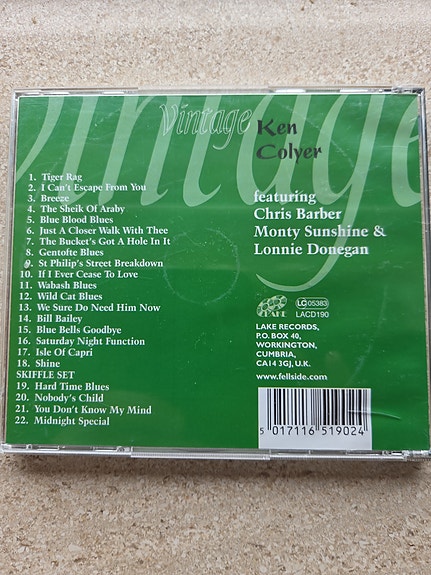 Vintage
Vintage
Ken
Colyer
1. Tiger Rag
2. I Can't Escape From You
3. Breeze
4. The Sheik Of Araby
5. Blue Blood Blues
6. Just A Closer Walk With Thee
7. The Bucket's Got A Hole In It
8. Gentofte Blues
9. St Philip's Street Breakdown
10. If I Ever Cease To Love
11. Wabash Blues
12. Wild Cat Blues
13. We Sure Do Need Him Now
14. Bill Bailey
15. Blue Bells Goodbye
16. Saturday Night Function
17. Isle Of Capri
18. Shine
SKIFFLE SET
19. Hard Time Blues
20. Nobody's Child
21. You Don't Know My Mind
22. Midnight Special
featuring
Chris Barber
Monty Sunshine &
Lonnie Donegan
LAKE
LC 05383
LACD190
LAKE RECORDS,
P.O. BOX 40,
WORKINGTON,
CUMBRIA,
CA14 3GJ, U.K.
www.fellside.com
5 017116 519024